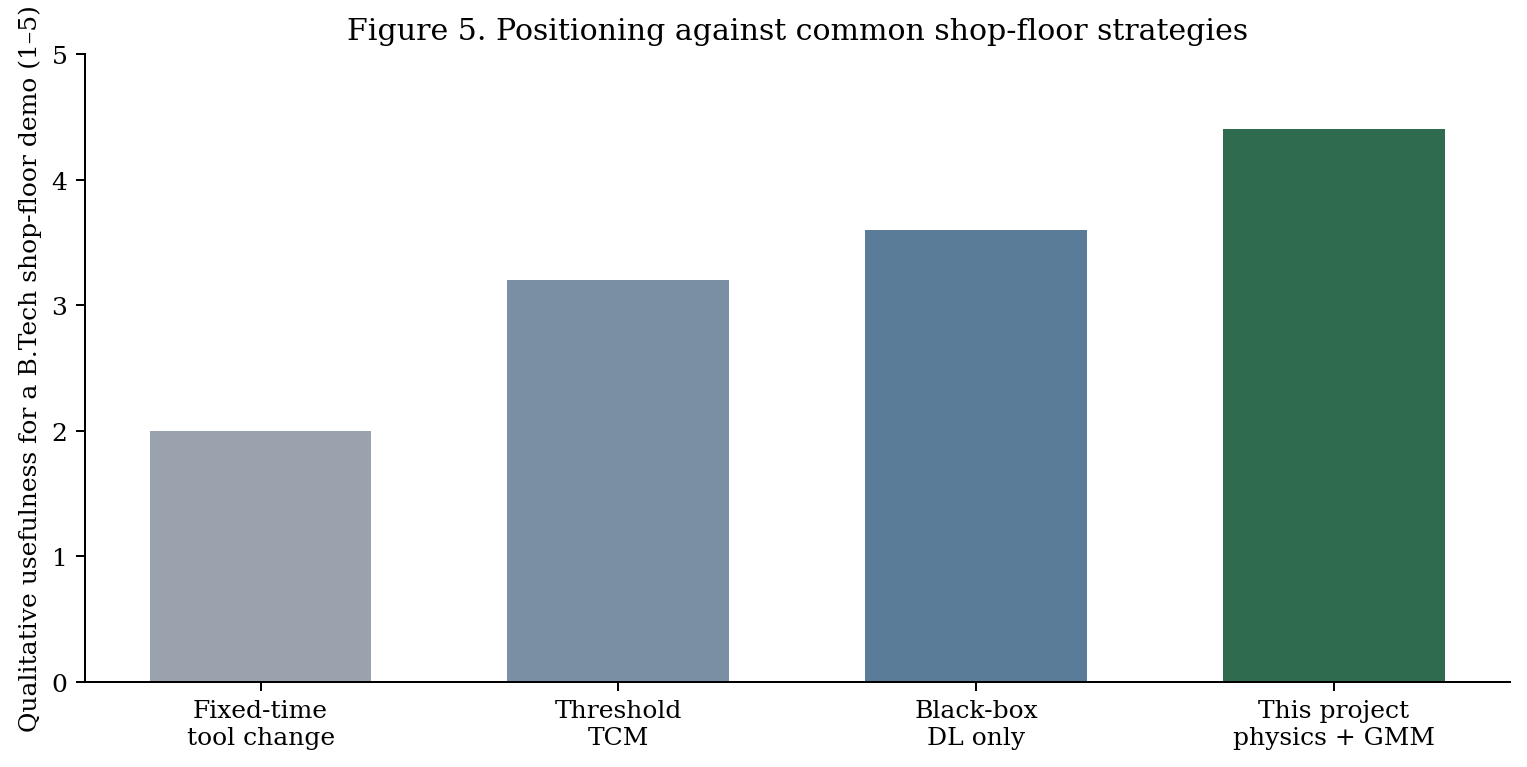 Figure 5. Positioning against common shop-floor strategies
Qualitative usefulness for a B.Tech shop-floor demo (1–5)
5
4
3
2
1
0
Fixed-time
tool change
Threshold
TCM
Black-box
DL only
This project
physics + GMM